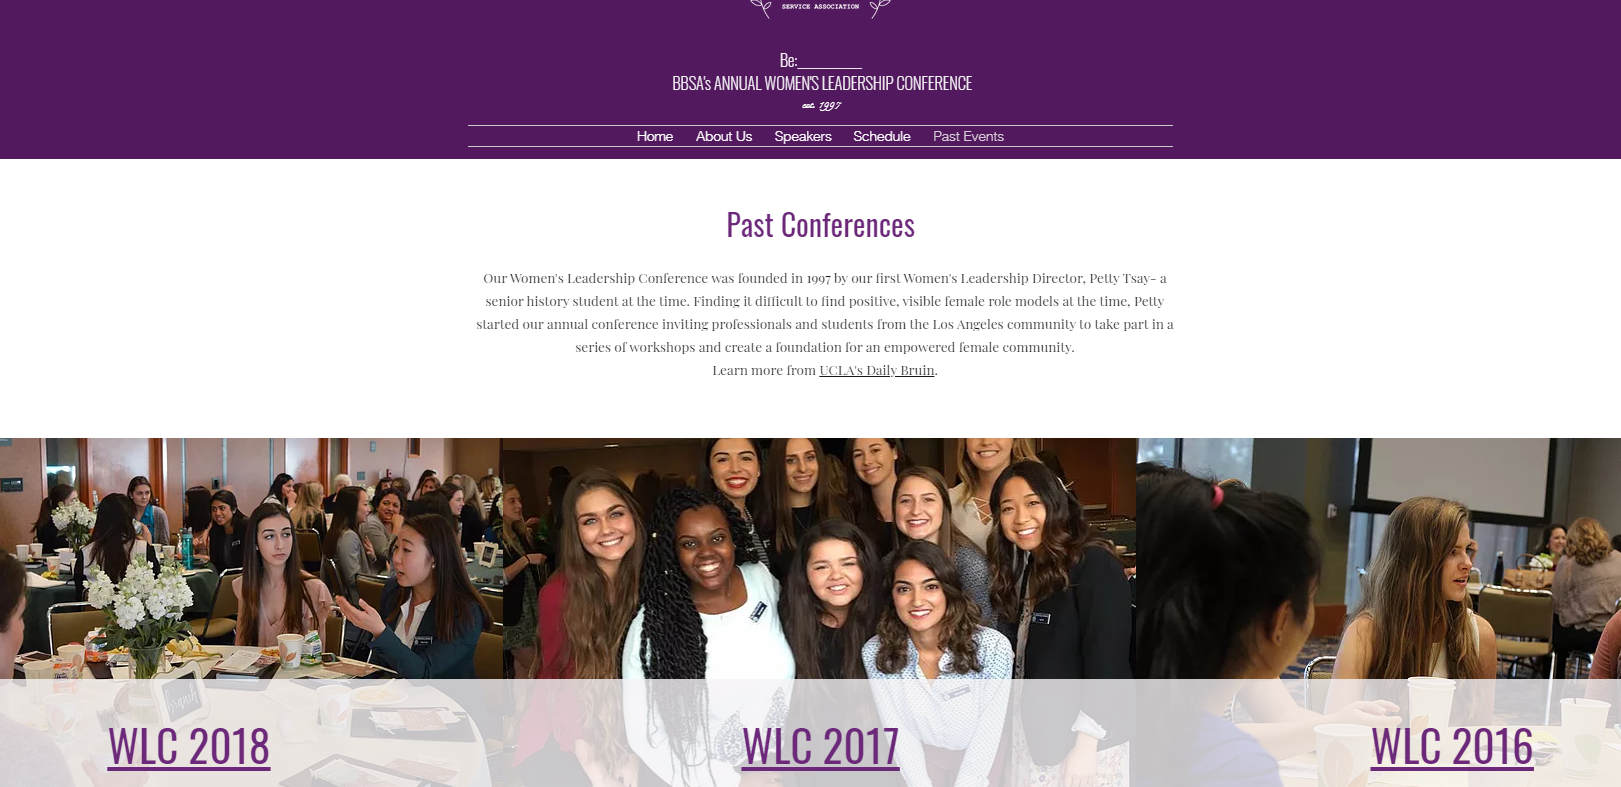 SERVICE ASSOCIATION
Be:__________
BBSA's ANNUAL WOMEN'S LEADERSHIP CONFERENCE
est. 1997
Home About Us Speakers Schedule Past Events
Past Conferences
Our Women's Leadership Conference was founded in 1997 by our first Women's Leadership Director, Petty Tsay- a
senior history student at the time. Finding it difficult to find positive, visible female role models at the time, Petty
started our annual conference inviting professionals and students from the Los Angeles community to take part in a
series of workshops and create a foundation for an empowered female community.
Learn more from UCLA's Daily Bruin.
WLC 2018 WLC 2017 WLC 2016